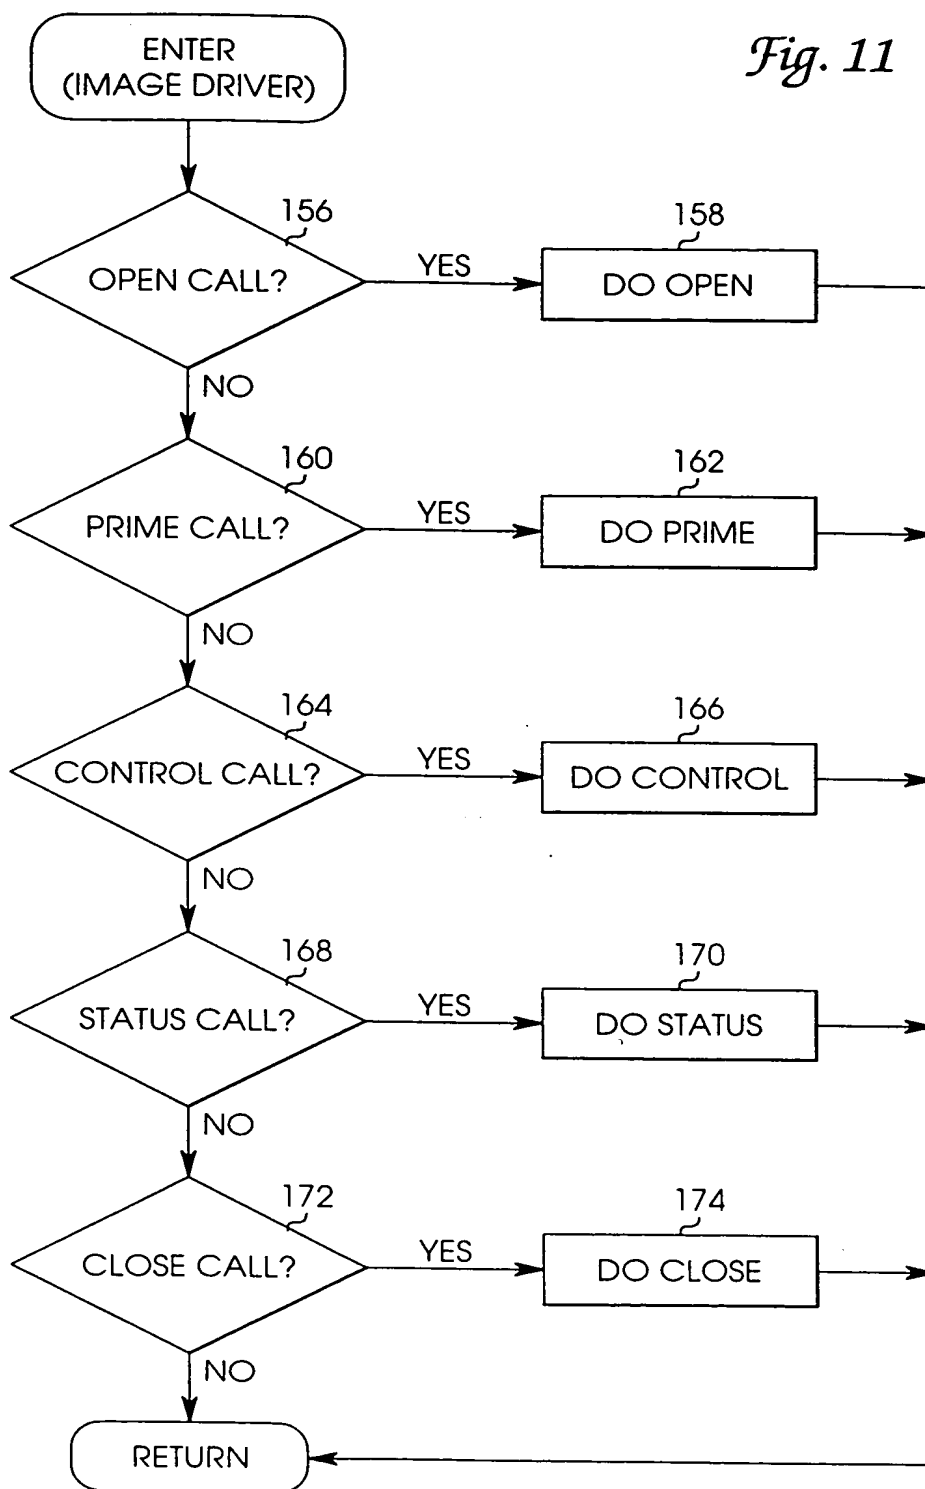 Fig. 11
ENTER
(IMAGE DRIVER)
156
OPEN CALL?
YES
158
DO OPEN
NO
160
PRIME CALL?
YES
162
DO PRIME
NO
164
CONTROL CALL?
YES
166
DO CONTROL
NO
168
STATUS CALL?
YES
170
DO STATUS
NO
172
CLOSE CALL?
YES
174
DO CLOSE
NO
RETURN